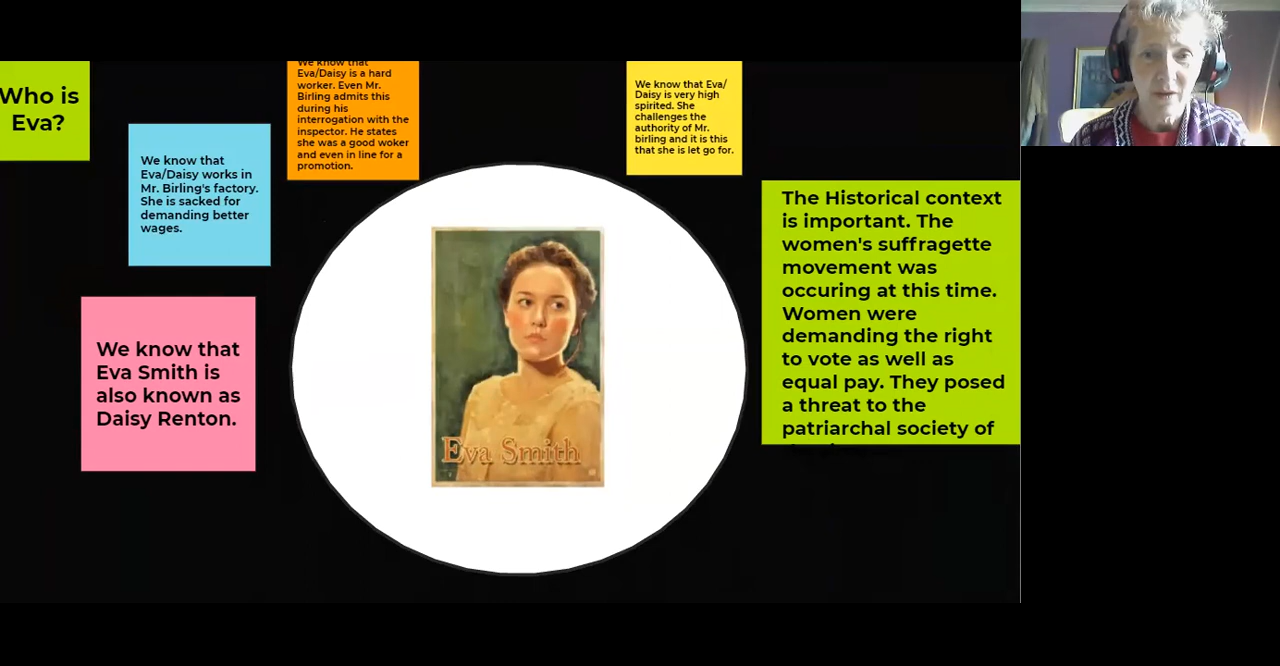 Who is
Eva?
We know that
Eva/Daisy works in
Mr. Birling's factory.
She is sacked for
demanding better
wages.
We know that
Eva Smith is
also known as
Daisy Renton.
We know that
Eva/Daisy is a hard
worker. Even Mr.
Birling admits this
during his
interrogation with the
inspector. He states
she was a good woker
and even in line for a
promotion.
Eva Smith
We know that Eva/
Daisy is very high
spirited. She
challenges the
authority of Mr.
birling and it is this
that she is let go for.
The Historical context
is important. The
women's suffragette
movement was
occuring at this time.
Women were
demanding the right
to vote as well as
equal pay. They posed
a threat to the
patriarchal society of